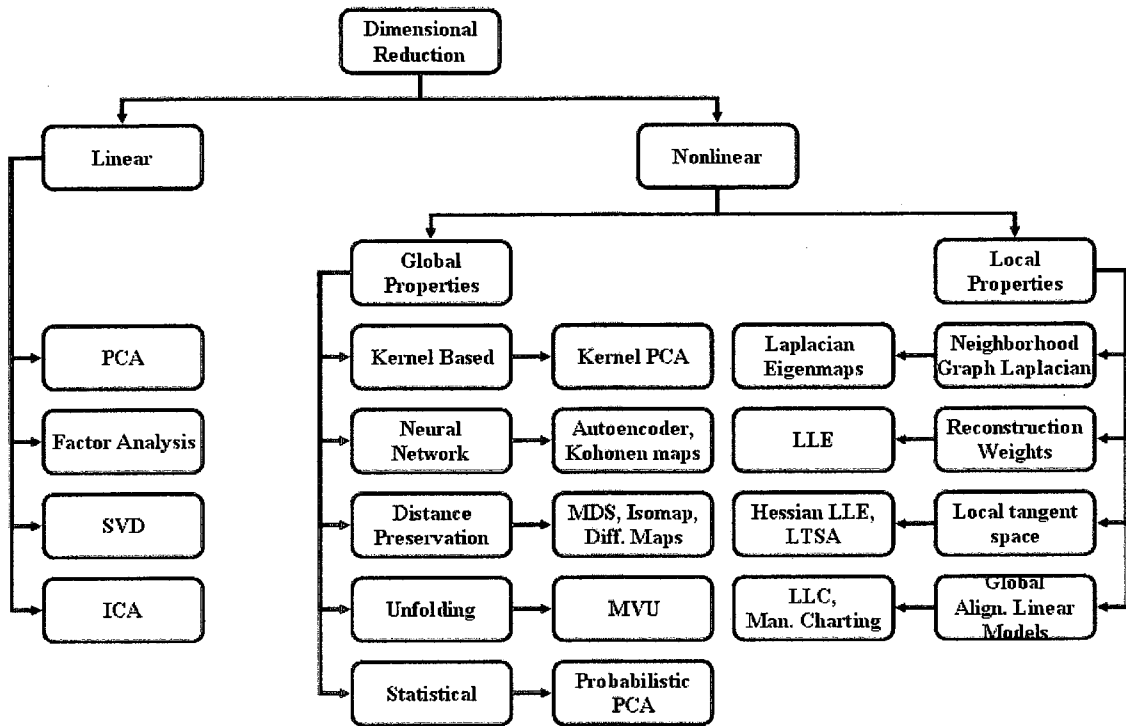 Dimensional
Reduction
Linear
Nonlinear
Global
Properties
Local
Properties
PCA
Factor Analysis
SVD
ICA
Kernel Based
Kernel PCA
Neural
Network
Autoencoder,
Kohonen maps
Distance
Preservation
MDS, Isomap,
Diff. Maps
Unfolding
MVU
Statistical
Probabilistic
PCA
Laplacian
Eigenmaps
Neighborhood
Graph Laplacian
LLE
Reconstruction
Weights
Hessian LLE,
LTSA
Local tangent
space
LLC,
Man. Charting
Global
Align. Linear
Models